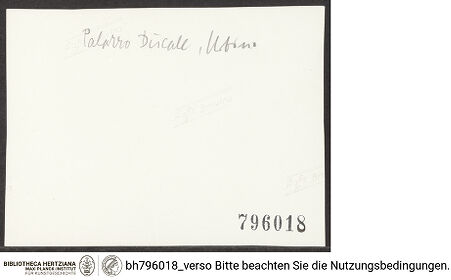 Palazzo Ducale, Urbino
796018
BIBLIOTHECA HERTZIANA
MAX-PLANCK-INSTITUT
FÜR KUNSTGESCHICHTE
bh796018_verso Bitte beachten Sie die Nutzungsbedingungen.